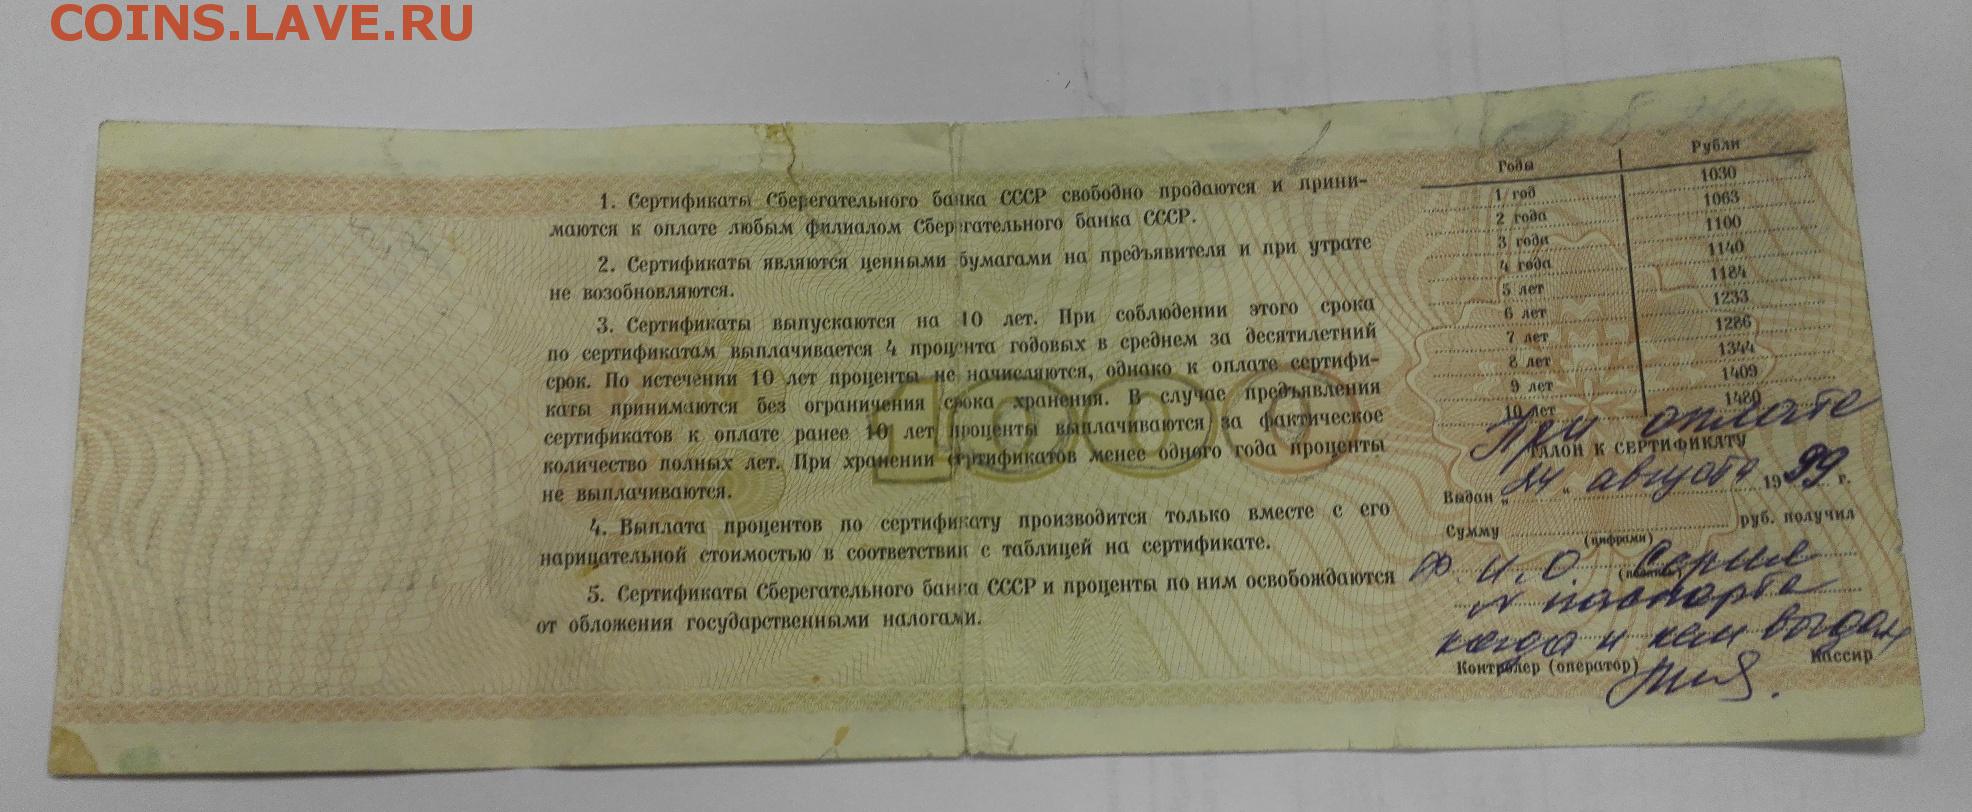 COINS.LAVE.RU
1. Сертификаты Сберегательного банка СССР свободно продаются и прини-
маются к оплате любым филиалом Сберегательного банка СССР.
2. Сертификаты являются ценными бумагами на предъявителя и при утрате
не возобновляются.
3. Сертификаты выпускаются на 10 лет. При соблюдении этого срока
по сертификатам выплачивается 4 процента годовых в среднем за десятилетний
срок. По истечении 10 лет проценты не начисляются, однако к оплате сертифи-
каты принимаются без ограничения срока хранения. В случае предъявления
сертификатов к оплате ранее 10 лет проценты выплачиваются за фактическое
количество полных лет. При хранении сертификатов менее одного года проценты
не выплачиваются.
4. Выплата процентов по сертификату производится только вместе с его
нарицательной стоимостью в соответствии с таблицей на сертификате.
5. Сертификаты Сберегательного банка СССР и проценты по ним освобождаются
от обложения государственными налогами.
1000
Годы Рубли
1 год 1030
2 года 1063
3 года 1100
4 года 1140
5 лет 1184
6 лет 1233
7 лет 1286
8 лет 1344
9 лет 1409
10 лет 1480
При оплате
ТАЛОН К СЕРТИФИКАТУ
Выдан „24“ августа 1999 г.
Сумму руб. получил
(цифрами)
Ф. И. О. Серия
(подпись)
N паспорта
когда и кем выдан
Контролер (оператор) Кассир